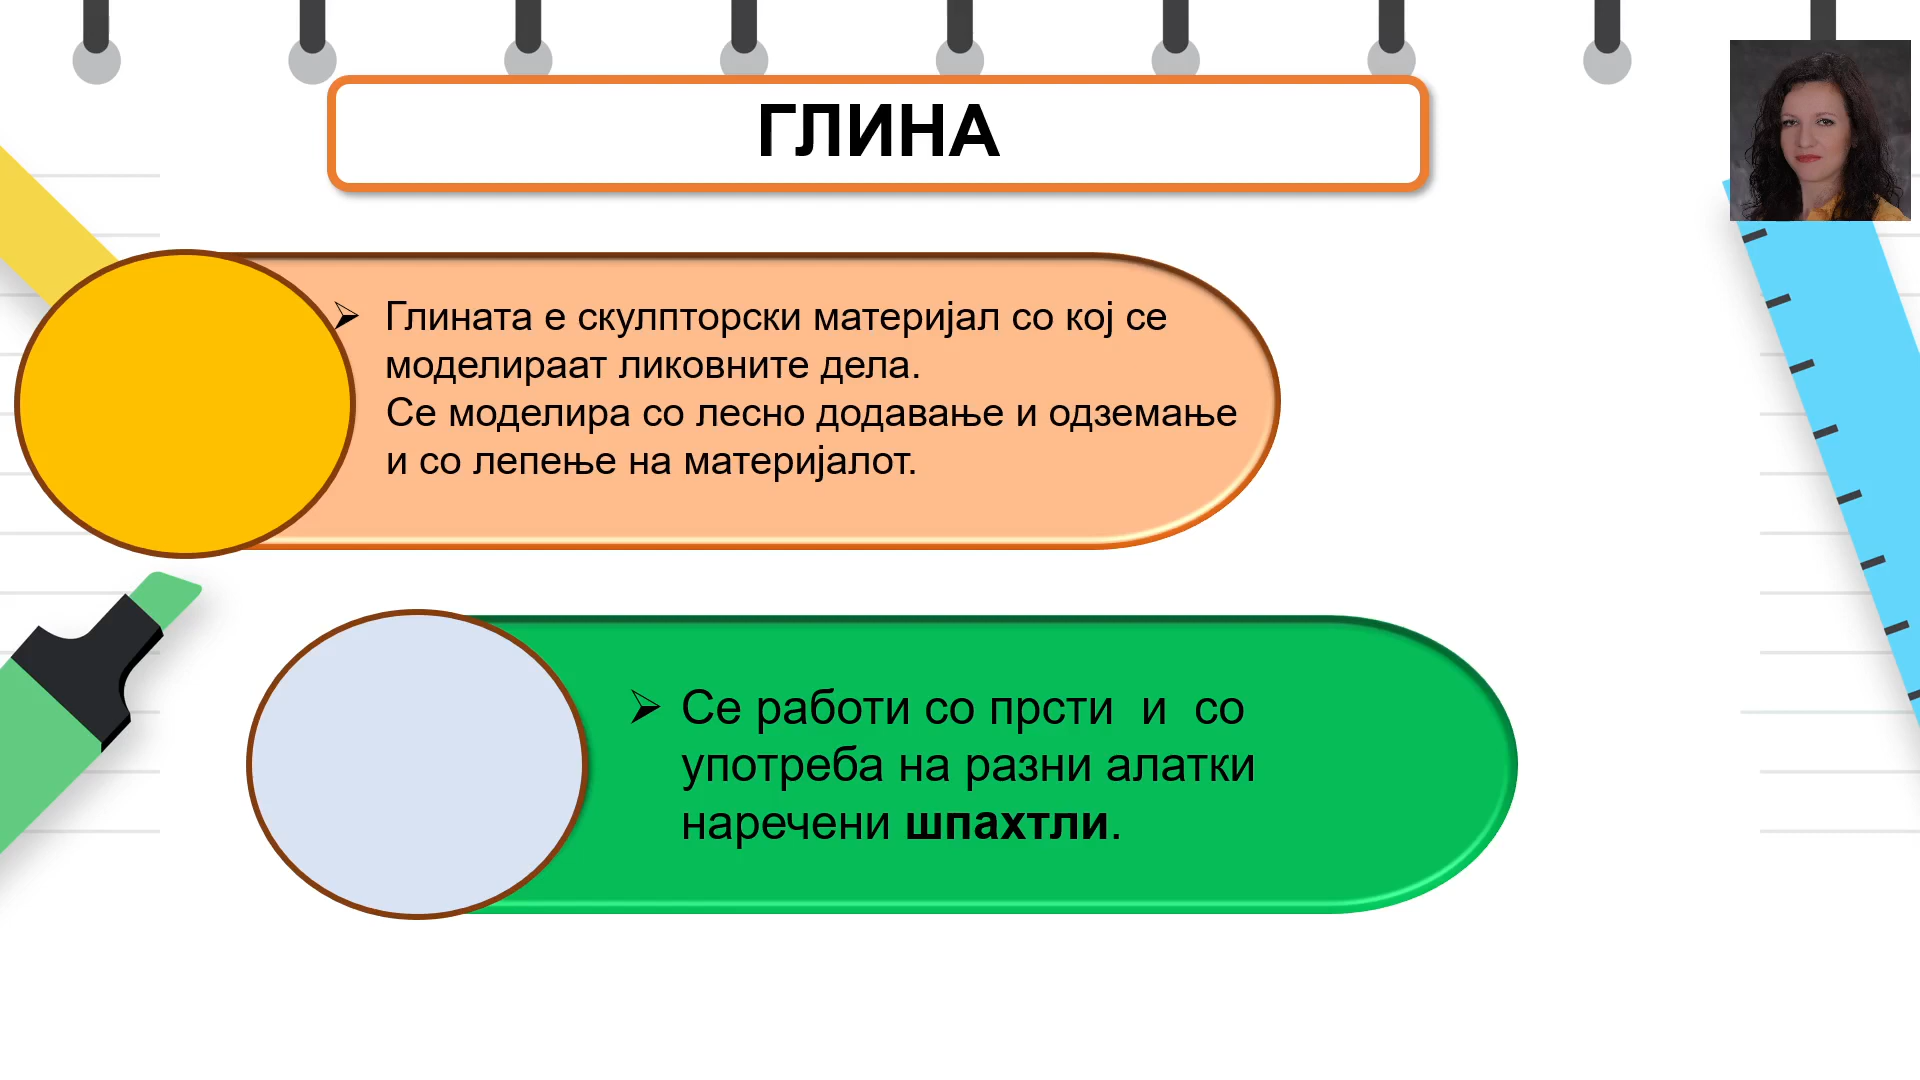 ГЛИНА
➢ Глината е скулпторски материјал со кој се
моделираат ликовните дела.
Се моделира со лесно додавање и одземање
и со лепење на материјалот.
➢ Се работи со прсти и со
употреба на разни алатки
наречени шпахтли.